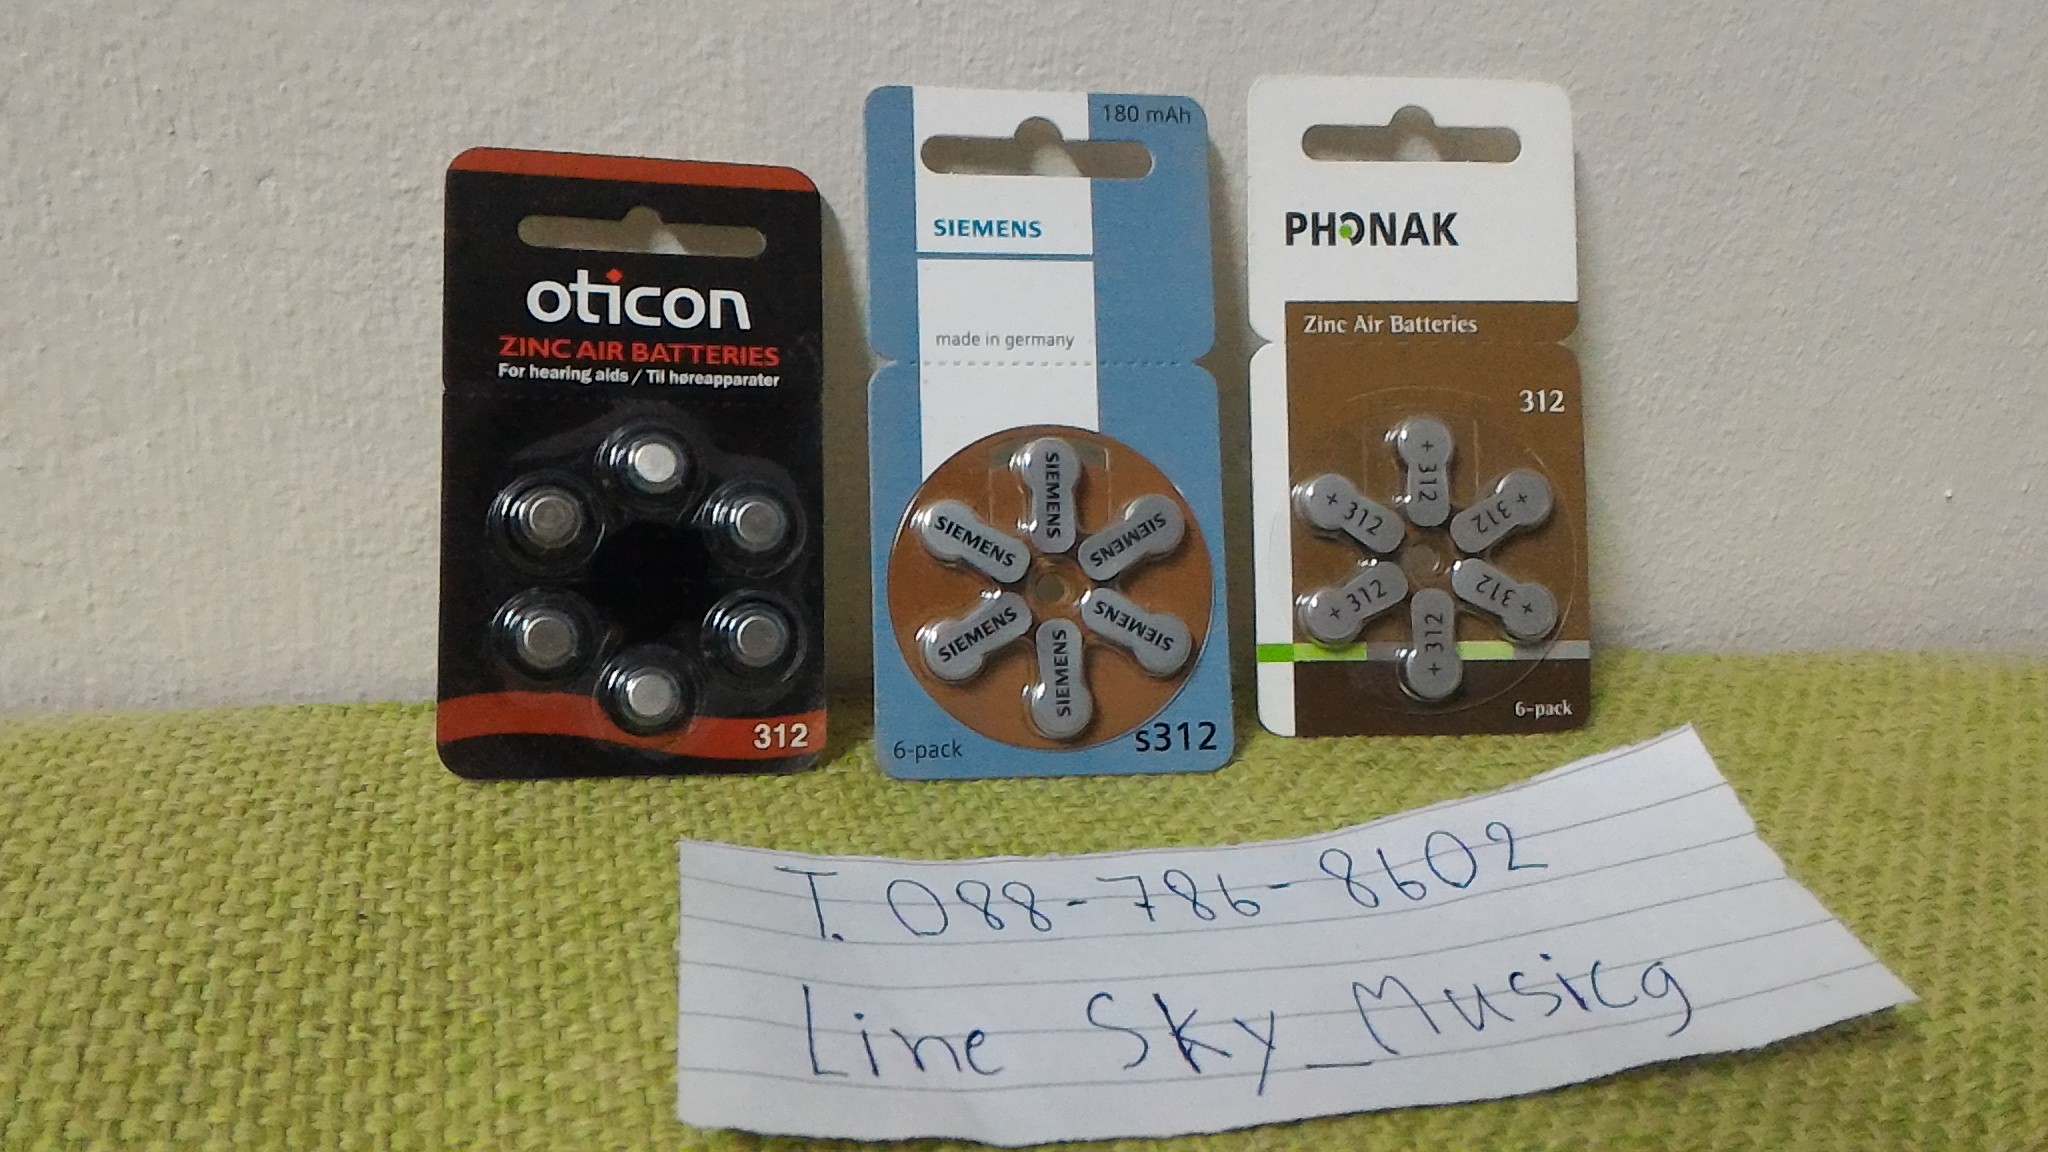 oticon
ZINC AIR BATTERIES
For hearing aids / Til høreapparater
312
180 mAh
SIEMENS
made in germany
SIEMENS
SIEMENS
SIEMENS
SIEMENS
SIEMENS
SIEMENS
6-pack
s312
PHONAK
Zinc Air Batteries
312
+ 312
+ 312
+ 312
+ 312
+ 312
+ 312
6-pack
T. 088-786-8602
Line Sky_Musicg